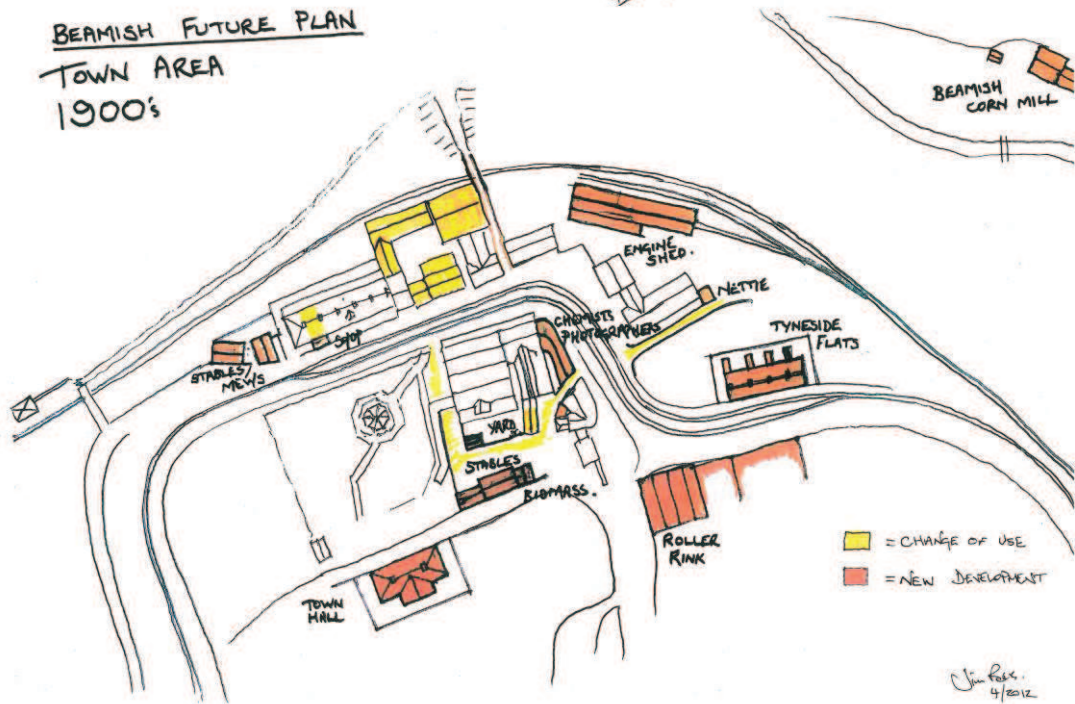 BEAMISH FUTURE PLAN
TOWN AREA
1900's
BEAMISH
CORN MILL
ENGINE
SHED.
NETTIE
CHEMISTS
PHOTOGRAPHERS
TYNESIDE
FLATS
SHOP
STABLES/
MEWS
YARD
STABLES
BIOMASS.
ROLLER
RINK
TOWN
HALL
= CHANGE OF USE
= NEW DEVELOPMENT
Jim
4/2012